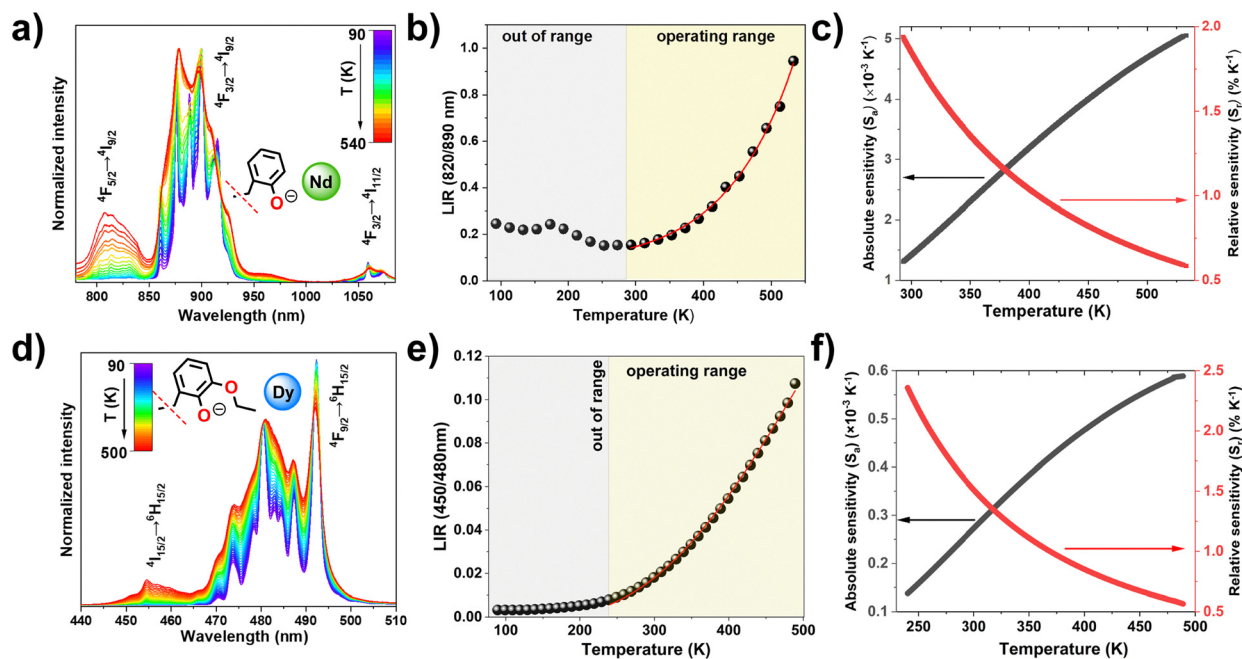 a)
Normalized intensity
⁴F₅/₂→⁴I₉/₂
⁴F₃/₂→⁴I₉/₂
⁴F₃/₂→⁴I₁₁/₂
T (K)
90
540
O
⊖
Nd
800 850 900 950 1000 1050
Wavelength (nm)
b)
out of range
operating range
LIR (820/890 nm)
1.0
0.8
0.6
0.4
0.2
0.0
100 200 300 400 500
Temperature (K)
c)
Absolute sensitivity (Sₐ) (×10⁻³ K⁻¹)
5
4
3
2
1
Relative sensitivity (Sᵣ) (% K⁻¹)
2.0
1.5
1.0
0.5
300 350 400 450 500
Temperature (K)
d)
Normalized intensity
T (K)
90
500
O
O
⊖
Dy
⁴I₁₅/₂→⁶H₁₅/₂
⁴F₉/₂→⁶H₁₅/₂
440 450 460 470 480 490 500 510
Wavelength (nm)
e)
out of range
operating range
LIR (450/480nm)
0.12
0.10
0.08
0.06
0.04
0.02
0.00
100 200 300 400 500
Temperature (K)
f)
Absolute sensitivity (Sₐ) (×10⁻³ K⁻¹)
0.6
0.5
0.4
0.3
0.2
0.1
Relative sensitivity (Sᵣ) (% K⁻¹)
2.5
2.0
1.5
1.0
0.5
250 300 350 400 450 500
Temperature (K)